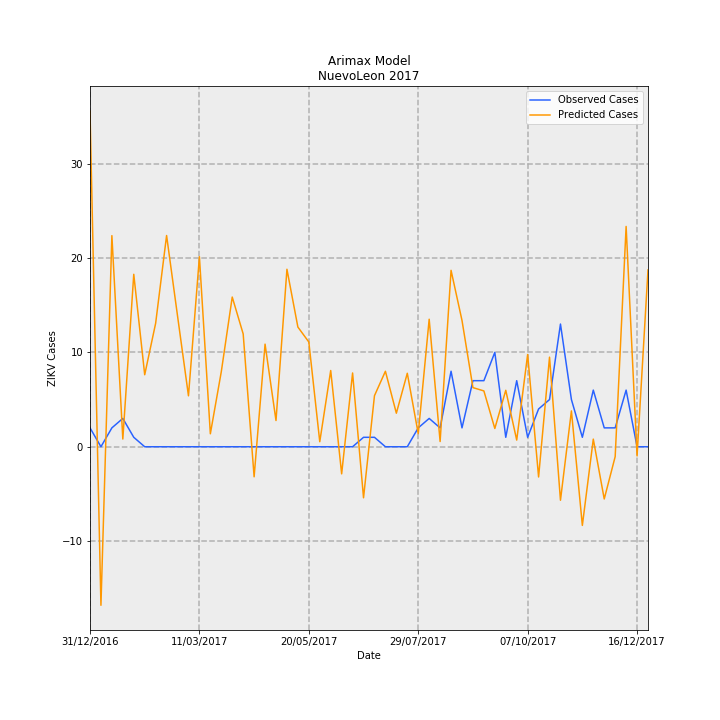 Arimax Model
NuevoLeon 2017
Observed Cases
Predicted Cases
ZIKV Cases
30
20
10
0
−10
31/12/2016
11/03/2017
20/05/2017
29/07/2017
07/10/2017
16/12/2017
Date